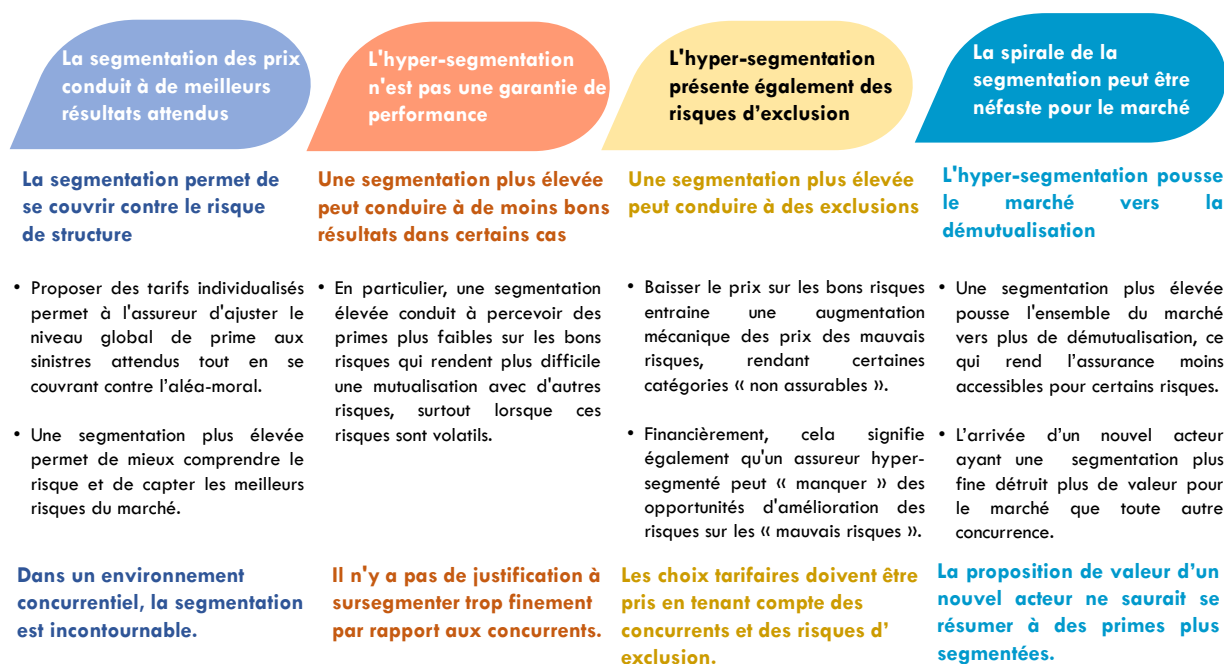 La segmentation des prix
conduit à de meilleurs
résultats attendus
La segmentation permet de
se couvrir contre le risque
de structure
• Proposer des tarifs individualisés
permet à l'assureur d'ajuster le
niveau global de prime aux
sinistres attendus tout en se
couvrant contre l'aléa-moral.
• Une segmentation plus élevée
permet de mieux comprendre le
risque et de capter les meilleurs
risques du marché.
Dans un environnement
concurrentiel, la segmentation
est incontournable.
L'hyper-segmentation
n'est pas une garantie de
performance
Une segmentation plus élevée
peut conduire à de moins bons
résultats dans certains cas
• En particulier, une segmentation
élevée conduit à percevoir des
primes plus faibles sur les bons
risques qui rendent plus difficile
une mutualisation avec d'autres
risques, surtout lorsque ces
risques sont volatils.
Il n'y a pas de justification à
sursegmenter trop finement
par rapport aux concurrents.
L'hyper-segmentation
présente également des
risques d'exclusion
Une segmentation plus élevée
peut conduire à des exclusions
• Baisser le prix sur les bons risques
entraine une augmentation
mécanique des prix des mauvais
risques, rendant certaines
catégories « non assurables ».
• Financièrement, cela signifie
également qu'un assureur hyper-
segmenté peut « manquer » des
opportunités d'amélioration des
risques sur les « mauvais risques ».
Les choix tarifaires doivent être
pris en tenant compte des
concurrents et des risques d'
exclusion.
La spirale de la
segmentation peut être
néfaste pour le marché
L'hyper-segmentation pousse
le marché vers la
démutualisation
• Une segmentation plus élevée
pousse l'ensemble du marché
vers plus de démutualisation, ce
qui rend l'assurance moins
accessibles pour certains risques.
• L'arrivée d'un nouvel acteur
ayant une segmentation plus
fine détruit plus de valeur pour
le marché que toute autre
concurrence.
La proposition de valeur d'un
nouvel acteur ne saurait se
résumer à des primes plus
segmentées.